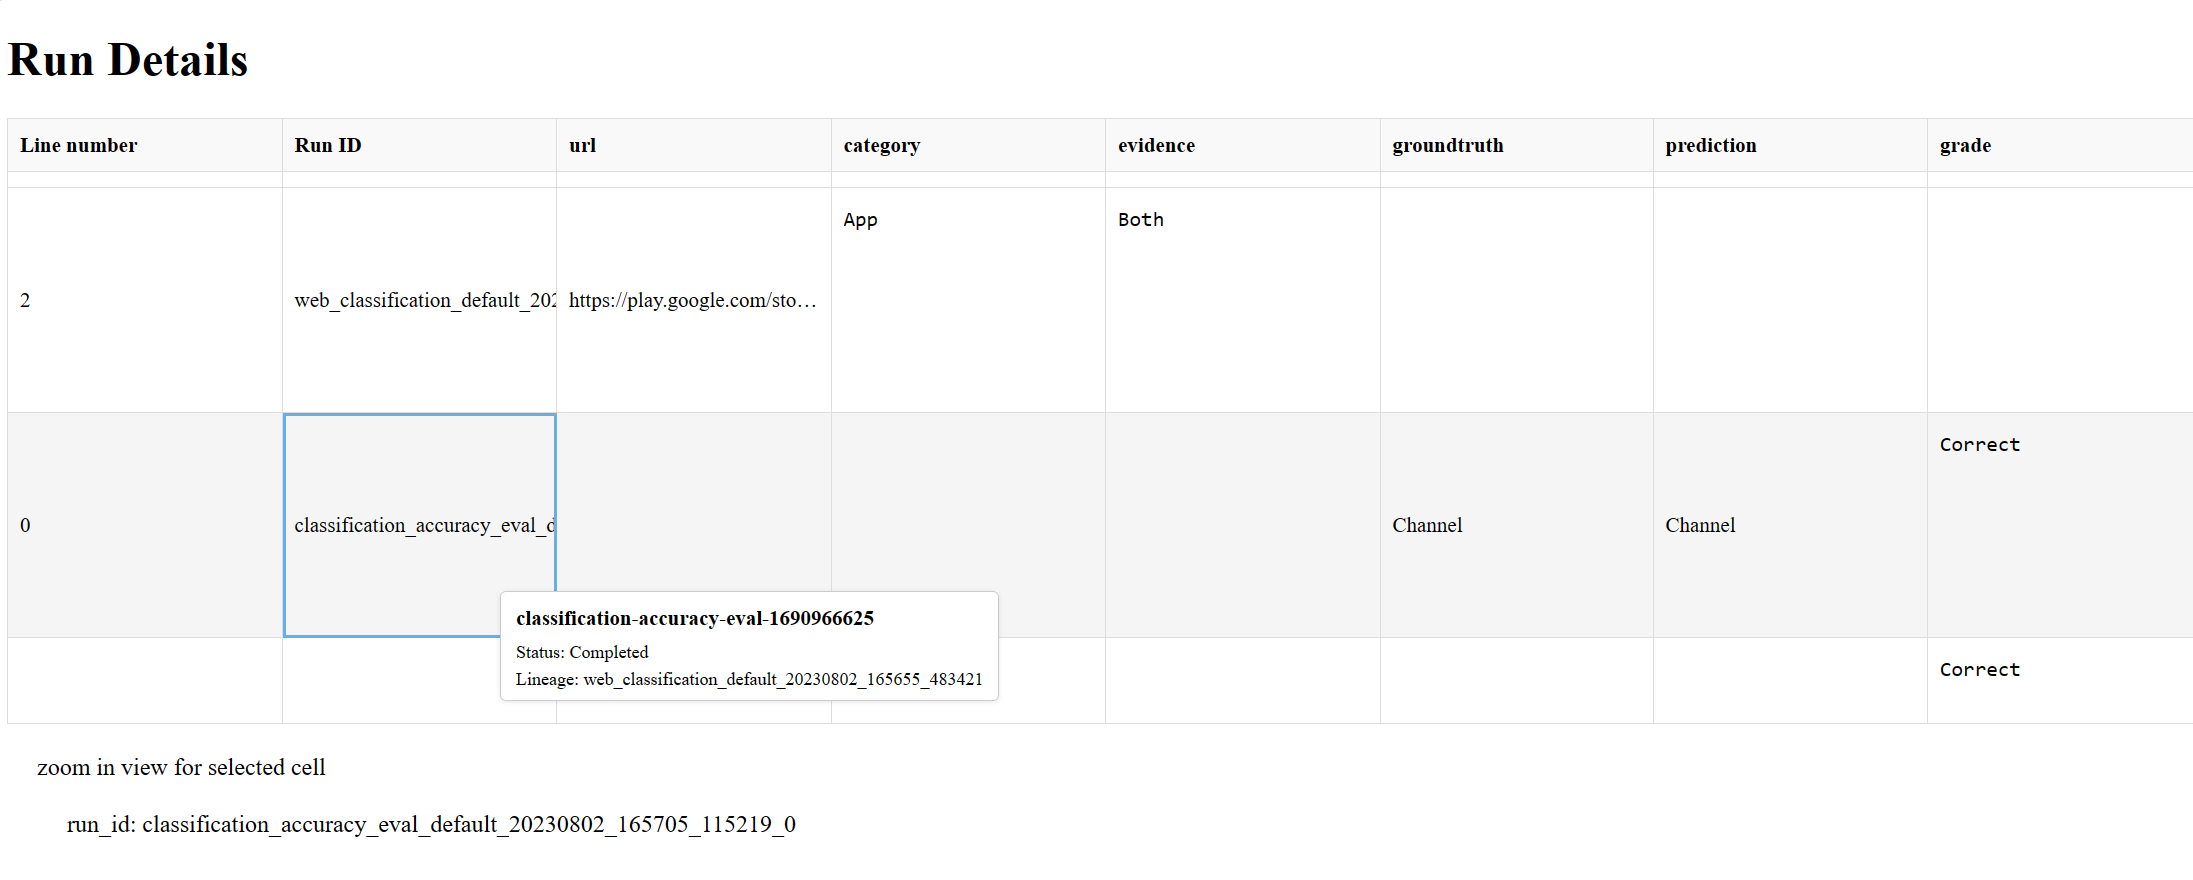 Run Details
Line number Run ID url category evidence groundtruth prediction grade
App Both
2 web_classification_default_202 https://play.google.com/sto…
Correct
0 classification_accuracy_eval_d Channel Channel
classification-accuracy-eval-1690966625
Status: Completed
Lineage: web_classification_default_20230802_165655_483421
Correct
zoom in view for selected cell
run_id: classification_accuracy_eval_default_20230802_165705_115219_0